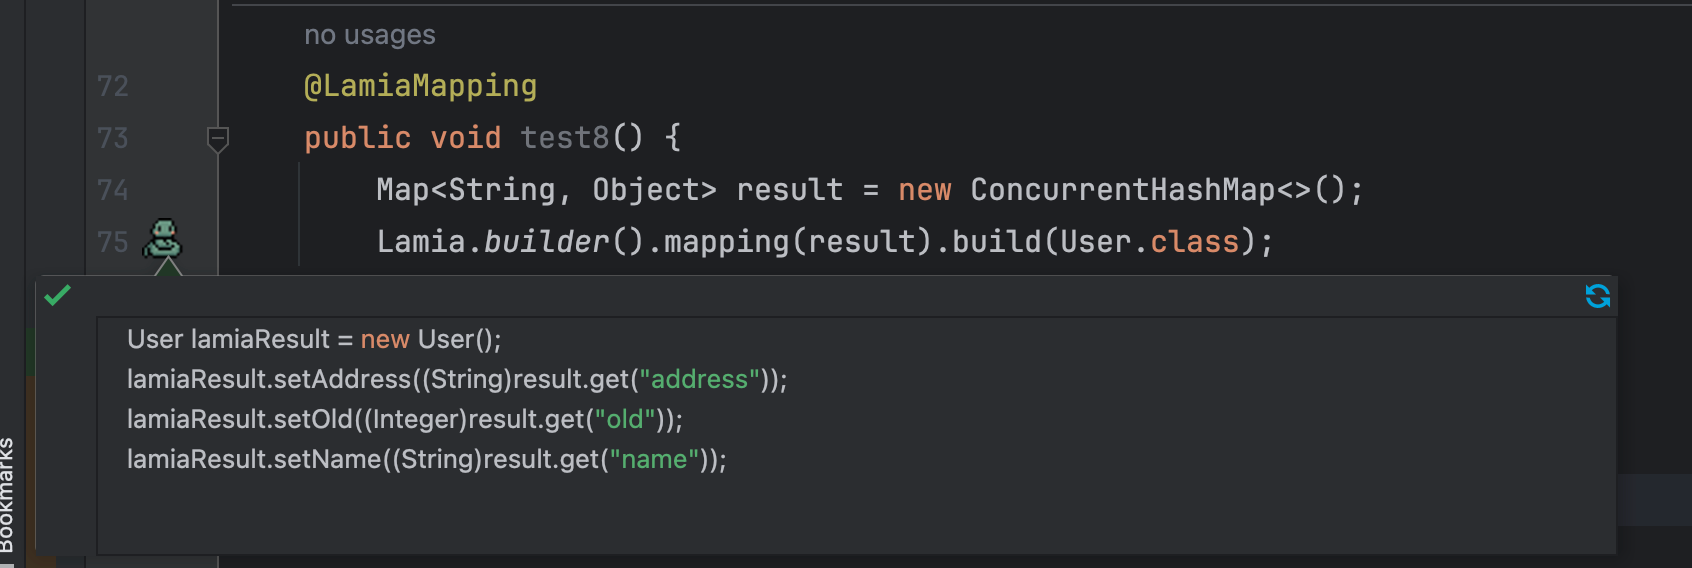 no usages
72 @LamiaMapping
73 public void test8() {
74 Map<String, Object> result = new ConcurrentHashMap<>();
75 Lamia.builder().mapping(result).build(User.class);
User lamiaResult = new User();
lamiaResult.setAddress((String)result.get("address"));
lamiaResult.setOld((Integer)result.get("old"));
lamiaResult.setName((String)result.get("name"));
Bookmarks